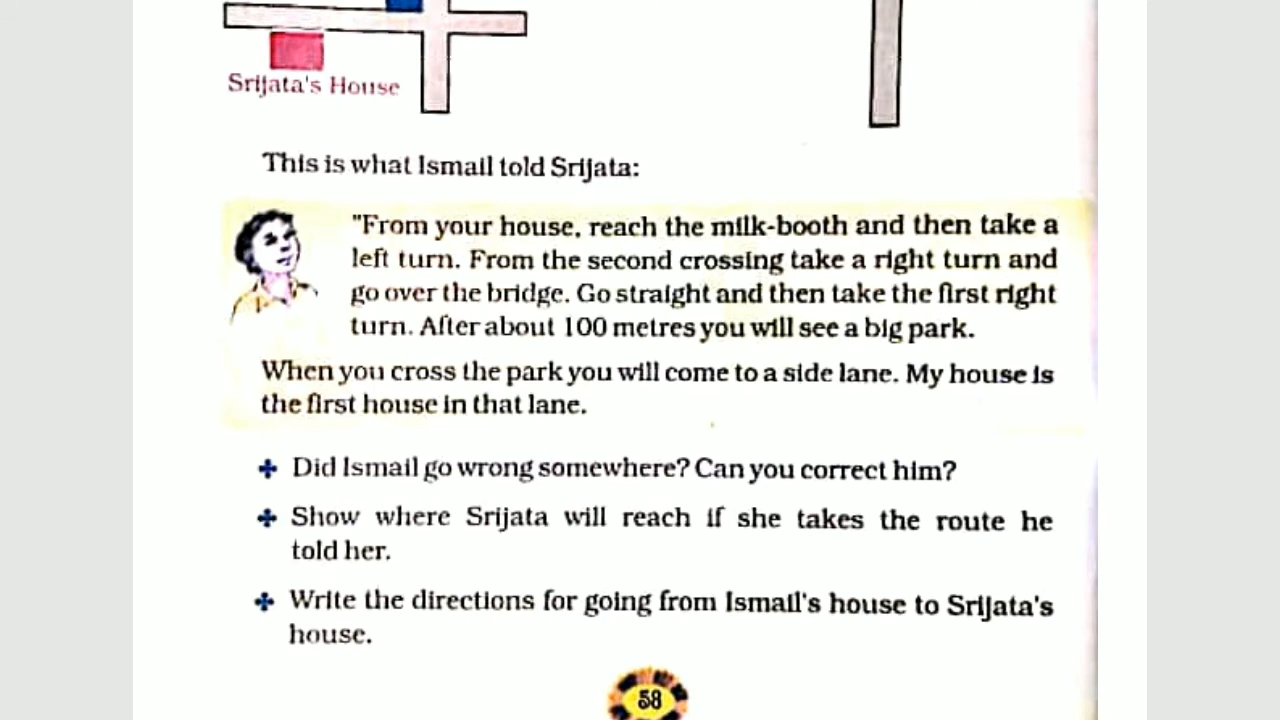 Srijata's House
This is what Ismail told Srijata:
"From your house, reach the milk-booth and then take a
left turn. From the second crossing take a right turn and
go over the bridge. Go straight and then take the first right
turn. After about 100 metres you will see a big park.
When you cross the park you will come to a side lane. My house is
the first house in that lane.
Did Ismail go wrong somewhere? Can you correct him?
Show where Srijata will reach if she takes the route he
told her.
Write the directions for going from Ismail's house to Srijata's
house.
58